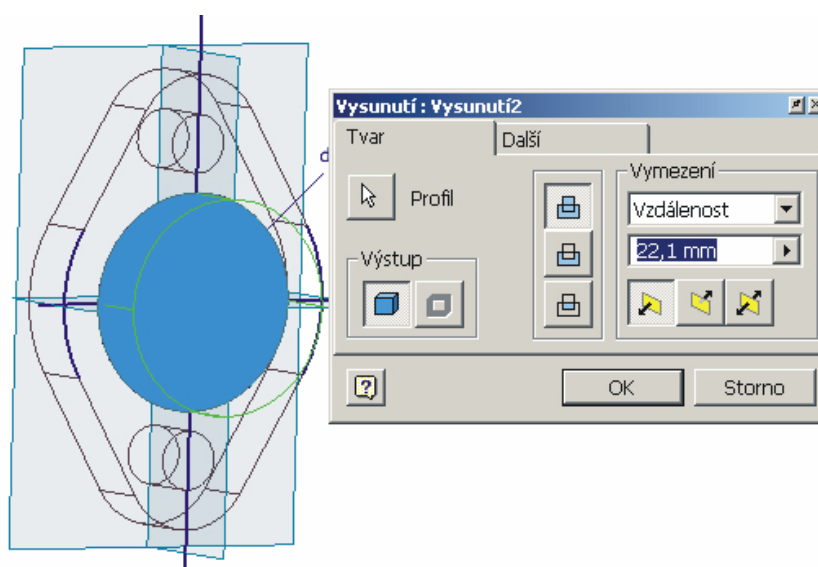 Vysunutí : Vysunutí2
Tvar
Další
Profil
Výstup
Vymezení
Vzdálenost
22,1 mm
OK
Storno
d